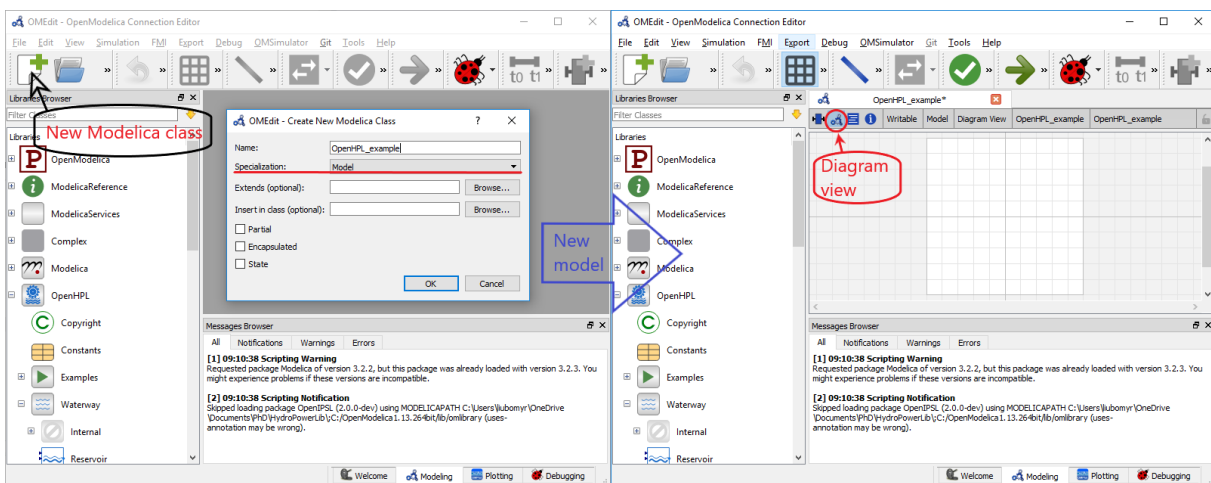 OMEdit - OpenModelica Connection Editor
File Edit View Simulation FMI Export Debug OMSimulator Git Tools Help
» » » » » to t1 » »
Libraries Browser
Filter Classes
New Modelica class
Libraries
P OpenModelica
i ModelicaReference
ModelicaServices
Complex
Modelica
OpenHPL
C Copyright
Constants
Examples
Waterway
Internal
Reservoir
OMEdit - Create New Modelica Class ? ×
Name: OpenHPL_example
Specialization: Model
Extends (optional): Browse...
Insert in class (optional): Browse...
Partial
Encapsulated
State
OK Cancel
New
model
Messages Browser
All Notifications Warnings Errors
[1] 09:10:38 Scripting Warning
Requested package Modelica of version 3.2.2, but this package was already loaded with version 3.2.3. You
might experience problems if these versions are incompatible.
[2] 09:10:38 Scripting Notification
Skipped loading package OpenIPSL (2.0.0-dev) using MODELICAPATH C:\Users\liubomyr\OneDrive
\Documents\PhD\HydroPowerLib\;C:/OpenModelica1.13.64bit/lib/omlibrary (uses-
annotation may be wrong).
Welcome Modeling Plotting Debugging
OMEdit - OpenModelica Connection Editor
File Edit View Simulation FMI Export Debug OMSimulator Git Tools Help
» » » » » to t1 » »
Libraries Browser
Filter Classes
Libraries
P OpenModelica
i ModelicaReference
ModelicaServices
Complex
Modelica
OpenHPL
C Copyright
Constants
Examples
Waterway
Internal
Reservoir
OpenHPL_example*
Writable Model Diagram View OpenHPL_example OpenHPL_example
Diagram
view
Messages Browser
All Notifications Warnings Errors
[1] 09:10:38 Scripting Warning
Requested package Modelica of version 3.2.2, but this package was already loaded with version 3.2.3. You
might experience problems if these versions are incompatible.
[2] 09:10:38 Scripting Notification
Skipped loading package OpenIPSL (2.0.0-dev) using MODELICAPATH C:\Users\liubomyr\OneDrive
\Documents\PhD\HydroPowerLib\;C:/OpenModelica1.13.64bit/lib/omlibrary (uses-
annotation may be wrong).
Welcome Modeling Plotting Debugging